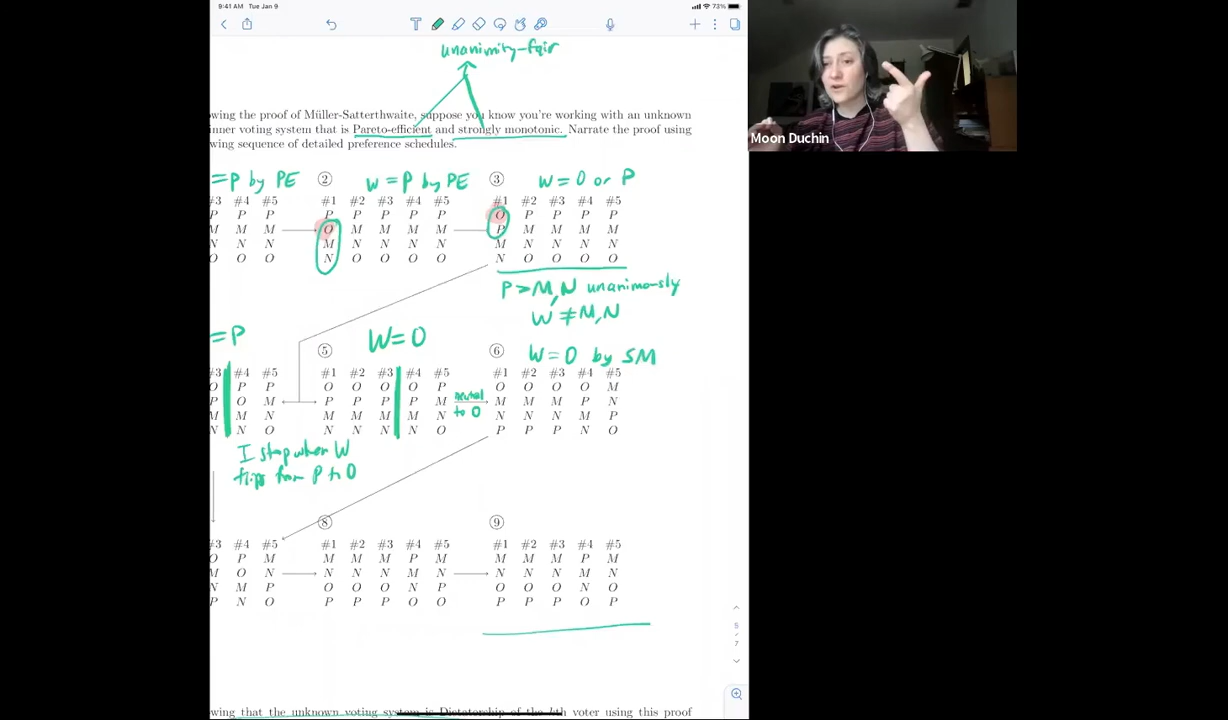 9:41 AM Tue Jan 9
73%
unanimity-fair
owing the proof of Müller-Satterthwaite, suppose you know you're working with an unknown
inner voting system that is Pareto-efficient and strongly monotonic. Narrate the proof using
wing sequence of detailed preference schedules.
=P by PE ② W=P by PE ③ W=O or P
#3 #4 #5 #1 #2 #3 #4 #5 #1 #2 #3 #4 #5
P P P P P P P P O P P P P
M M M O M M M M P M M M M
N N N M N N N N M N N N N
O O O N O O O O N O O O O
P>M,N unanimously
W≠M,N
=P W=O
⑤ ⑥ W=O by SM
#3 #4 #5 #1 #2 #3 #4 #5 #1 #2 #3 #4 #5
O P P O O O O P O O O O M
P O M P P P P M M M M P N
M M N M M M M N N N N M P
N N O N N N N O P P P N O
neutral
to O
I stop when W
flips from P to O
⑧ ⑨
#3 #4 #5 #1 #2 #3 #4 #5 #1 #2 #3 #4 #5
O P M M M M P M M M M P M
M O N N N N M N N N N M N
N M P O O O N P O O O N O
P N O P P P O O P P P O P
5
/
7
wing that the unknown voting system is Dictatorship of the kth voter using this proof
Moon Duchin